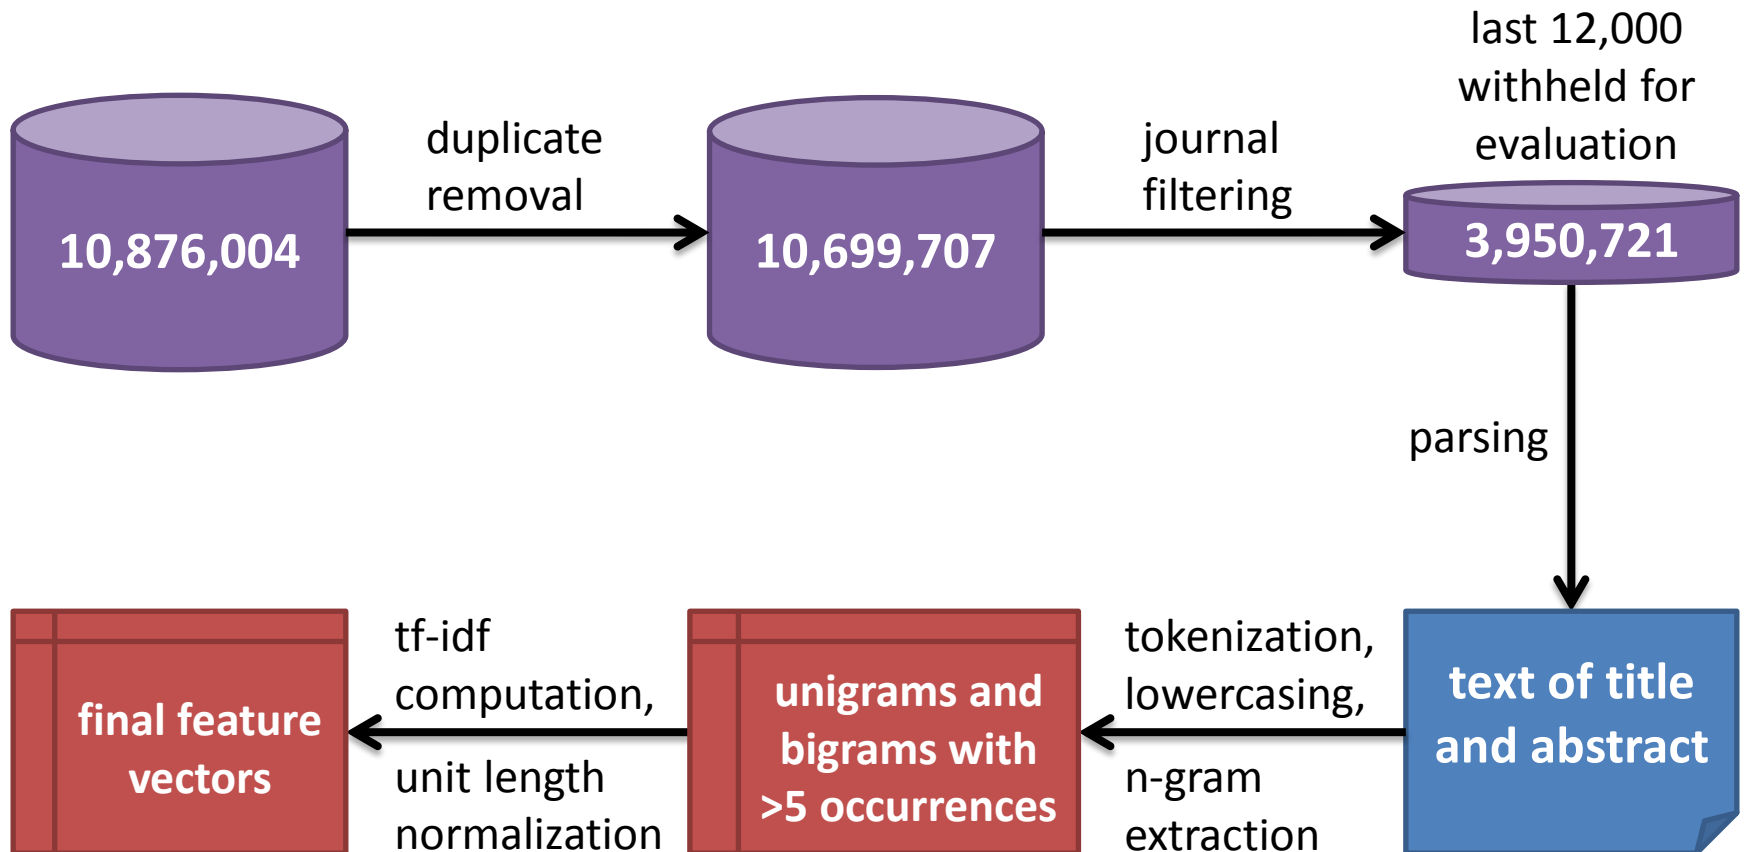 10,876,004
duplicate
removal
10,699,707
journal
filtering
last 12,000
withheld for
evaluation
3,950,721
parsing
text of title
and abstract
tokenization,
lowercasing,
n-gram
extraction
unigrams and
bigrams with
>5 occurrences
tf-idf
computation,
unit length
normalization
final feature
vectors